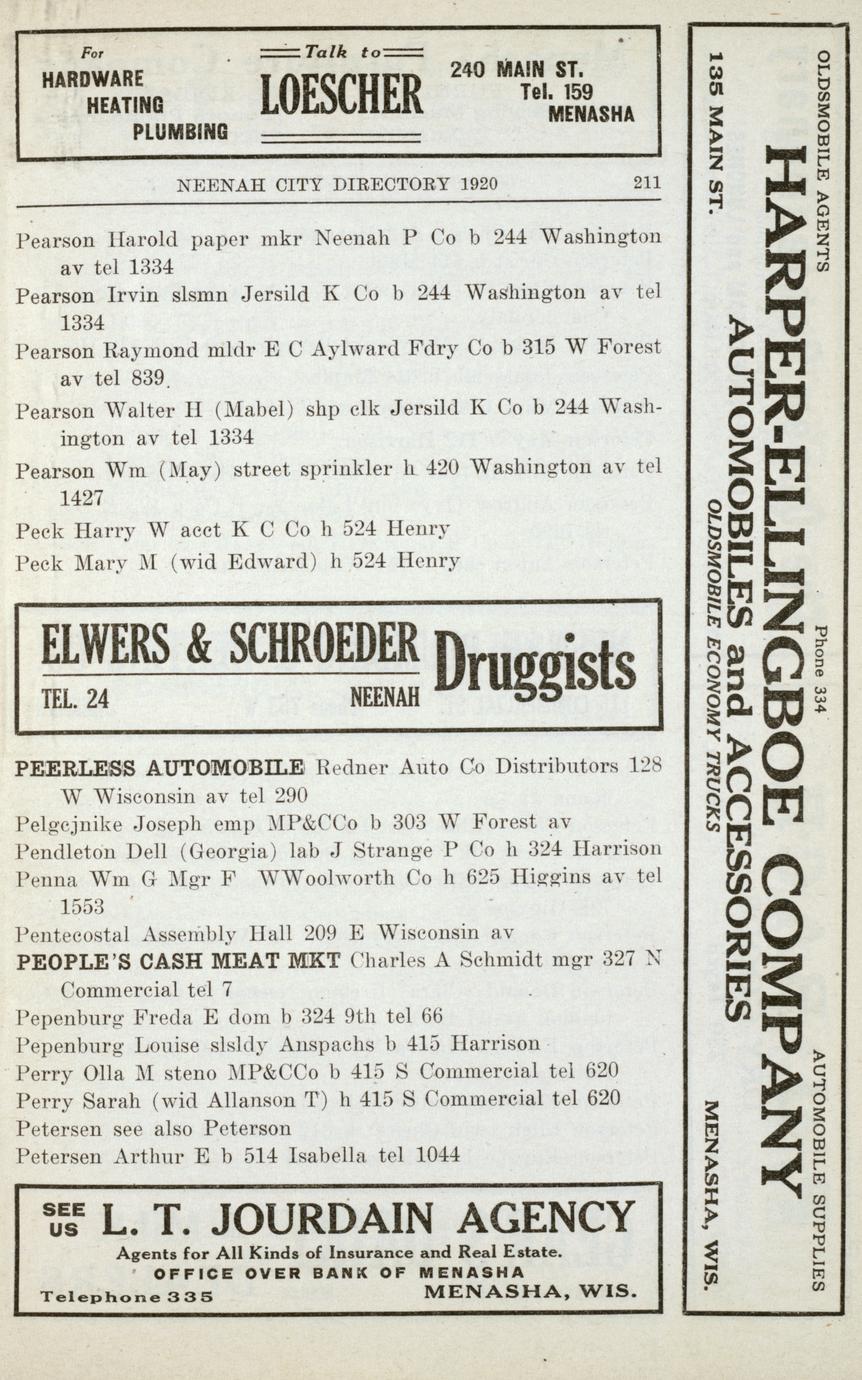 For
HARDWARE
HEATING
PLUMBING
Talk to
LOESCHER
240 MAIN ST.
Tel. 159
MENASHA
NEENAH CITY DIRECTORY 1920 211
Pearson Harold paper mkr Neenah P Co b 244 Washington
av tel 1334
Pearson Irvin slsmn Jersild K Co b 244 Washington av tel
1334
Pearson Raymond mldr E C Aylward Fdry Co b 315 W Forest
av tel 839.
Pearson Walter H (Mabel) shp clk Jersild K Co b 244 Wash-
ington av tel 1334
Pearson Wm (May) street sprinkler h 420 Washington av tel
1427
Peck Harry W acct K C Co h 524 Henry
Peck Mary M (wid Edward) h 524 Henry
ELWERS & SCHROEDER
TEL. 24 NEENAH
Druggists
PEERLESS AUTOMOBILE Redner Auto Co Distributors 128
W Wisconsin av tel 290
Pelgcjnike Joseph emp MP&CCo b 303 W Forest av
Pendleton Dell (Georgia) lab J Strange P Co h 324 Harrison
Penna Wm G Mgr F WWoolworth Co h 625 Higgins av tel
1553
Pentecostal Assembly Hall 209 E Wisconsin av
PEOPLE'S CASH MEAT MKT Charles A Schmidt mgr 327 N
Commercial tel 7
Pepenburg Freda E dom b 324 9th tel 66
Pepenburg Louise slsldy Anspachs b 415 Harrison
Perry Olla M steno MP&CCo b 415 S Commercial tel 620
Perry Sarah (wid Allanson T) h 415 S Commercial tel 620
Petersen see also Peterson
Petersen Arthur E b 514 Isabella tel 1044
SEE
US
L. T. JOURDAIN AGENCY
Agents for All Kinds of Insurance and Real Estate.
OFFICE OVER BANK OF MENASHA
Telephone 335 MENASHA, WIS.
OLDSMOBILE AGENTS Phone 334 AUTOMOBILE SUPPLIES
HARPER-ELLINGBOE COMPANY
AUTOMOBILES and ACCESSORIES
OLDSMOBILE ECONOMY TRUCKS
135 MAIN ST. MENASHA, WIS.